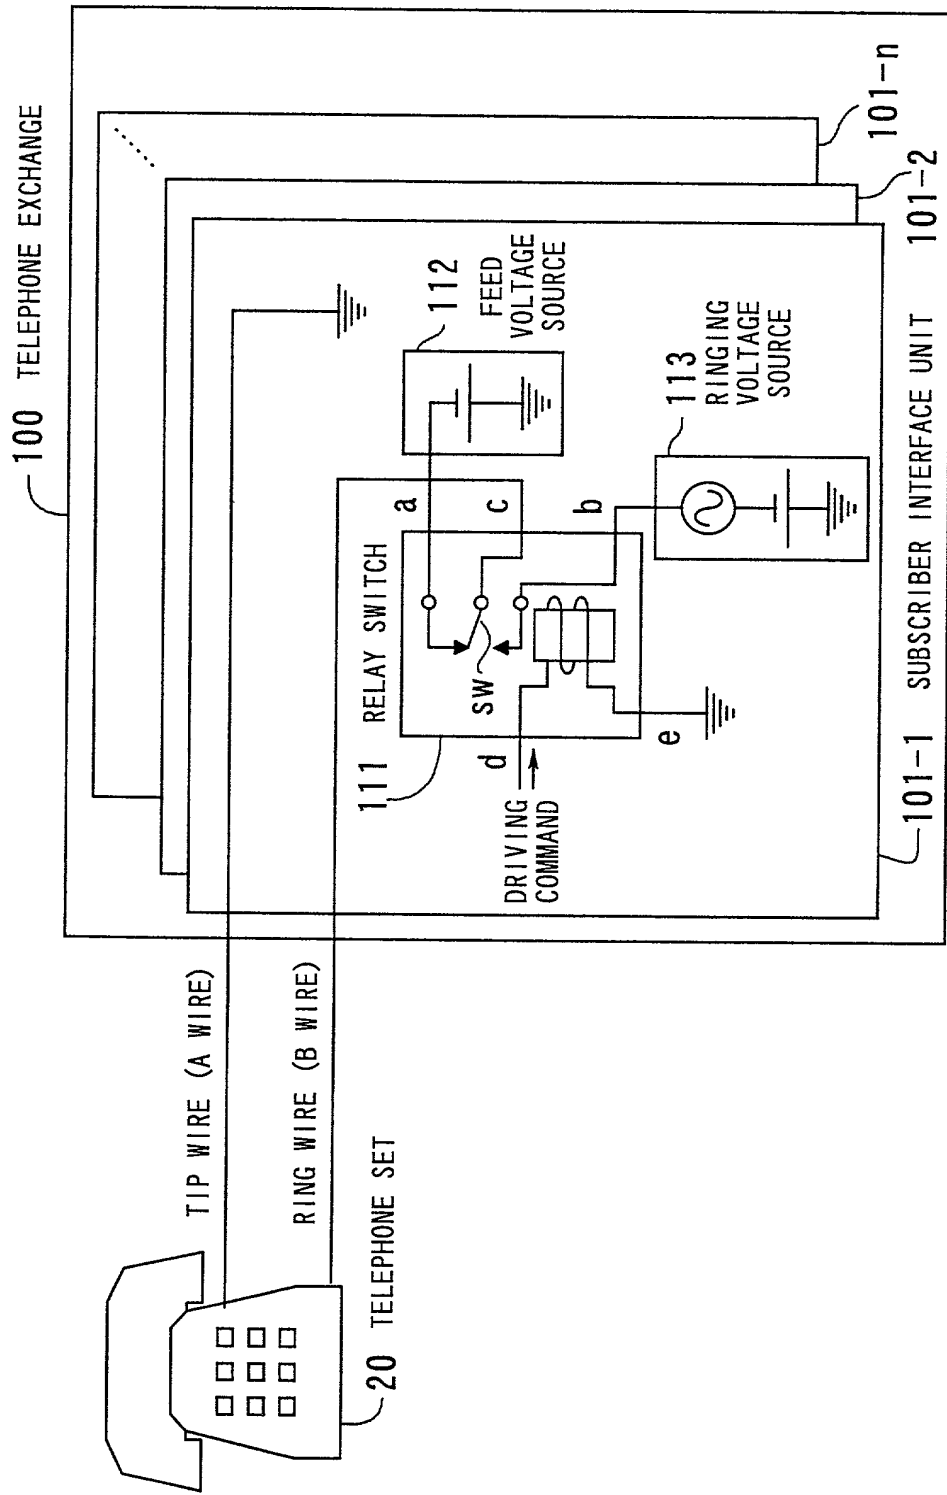 100 TELEPHONE EXCHANGE
101-n
101-2
TIP WIRE (A WIRE)
RING WIRE (B WIRE)
20 TELEPHONE SET
112
FEED
VOLTAGE
SOURCE
111 RELAY SWITCH
a
c
b
SW
d
e
DRIVING
COMMAND
113
RINGING
VOLTAGE
SOURCE
101-1 SUBSCRIBER INTERFACE UNIT